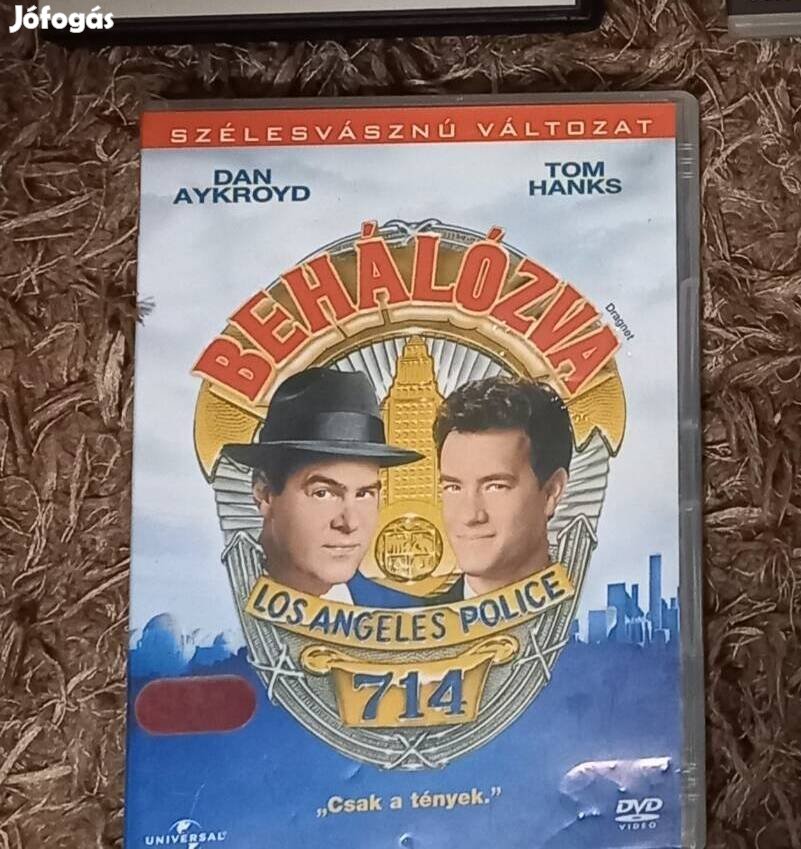 Jófogás
SZÉLESVÁSZNÚ VÁLTOZAT
DAN
AYKROYD
TOM
HANKS
BEHÁLÓZVA
Dragnet
LOS ANGELES POLICE
714
„Csak a tények.”
UNIVERSAL
DVD
VIDEO